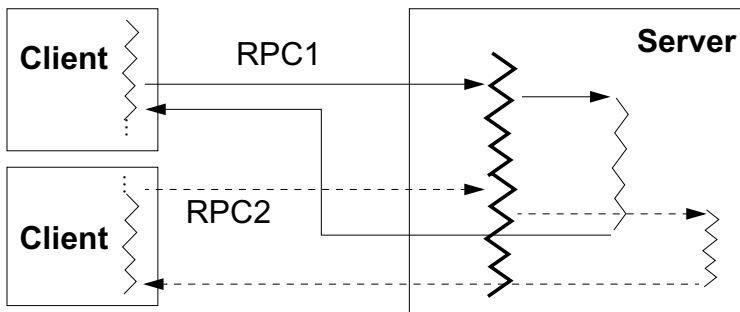 Client
RPC1
Server
RPC2
Client